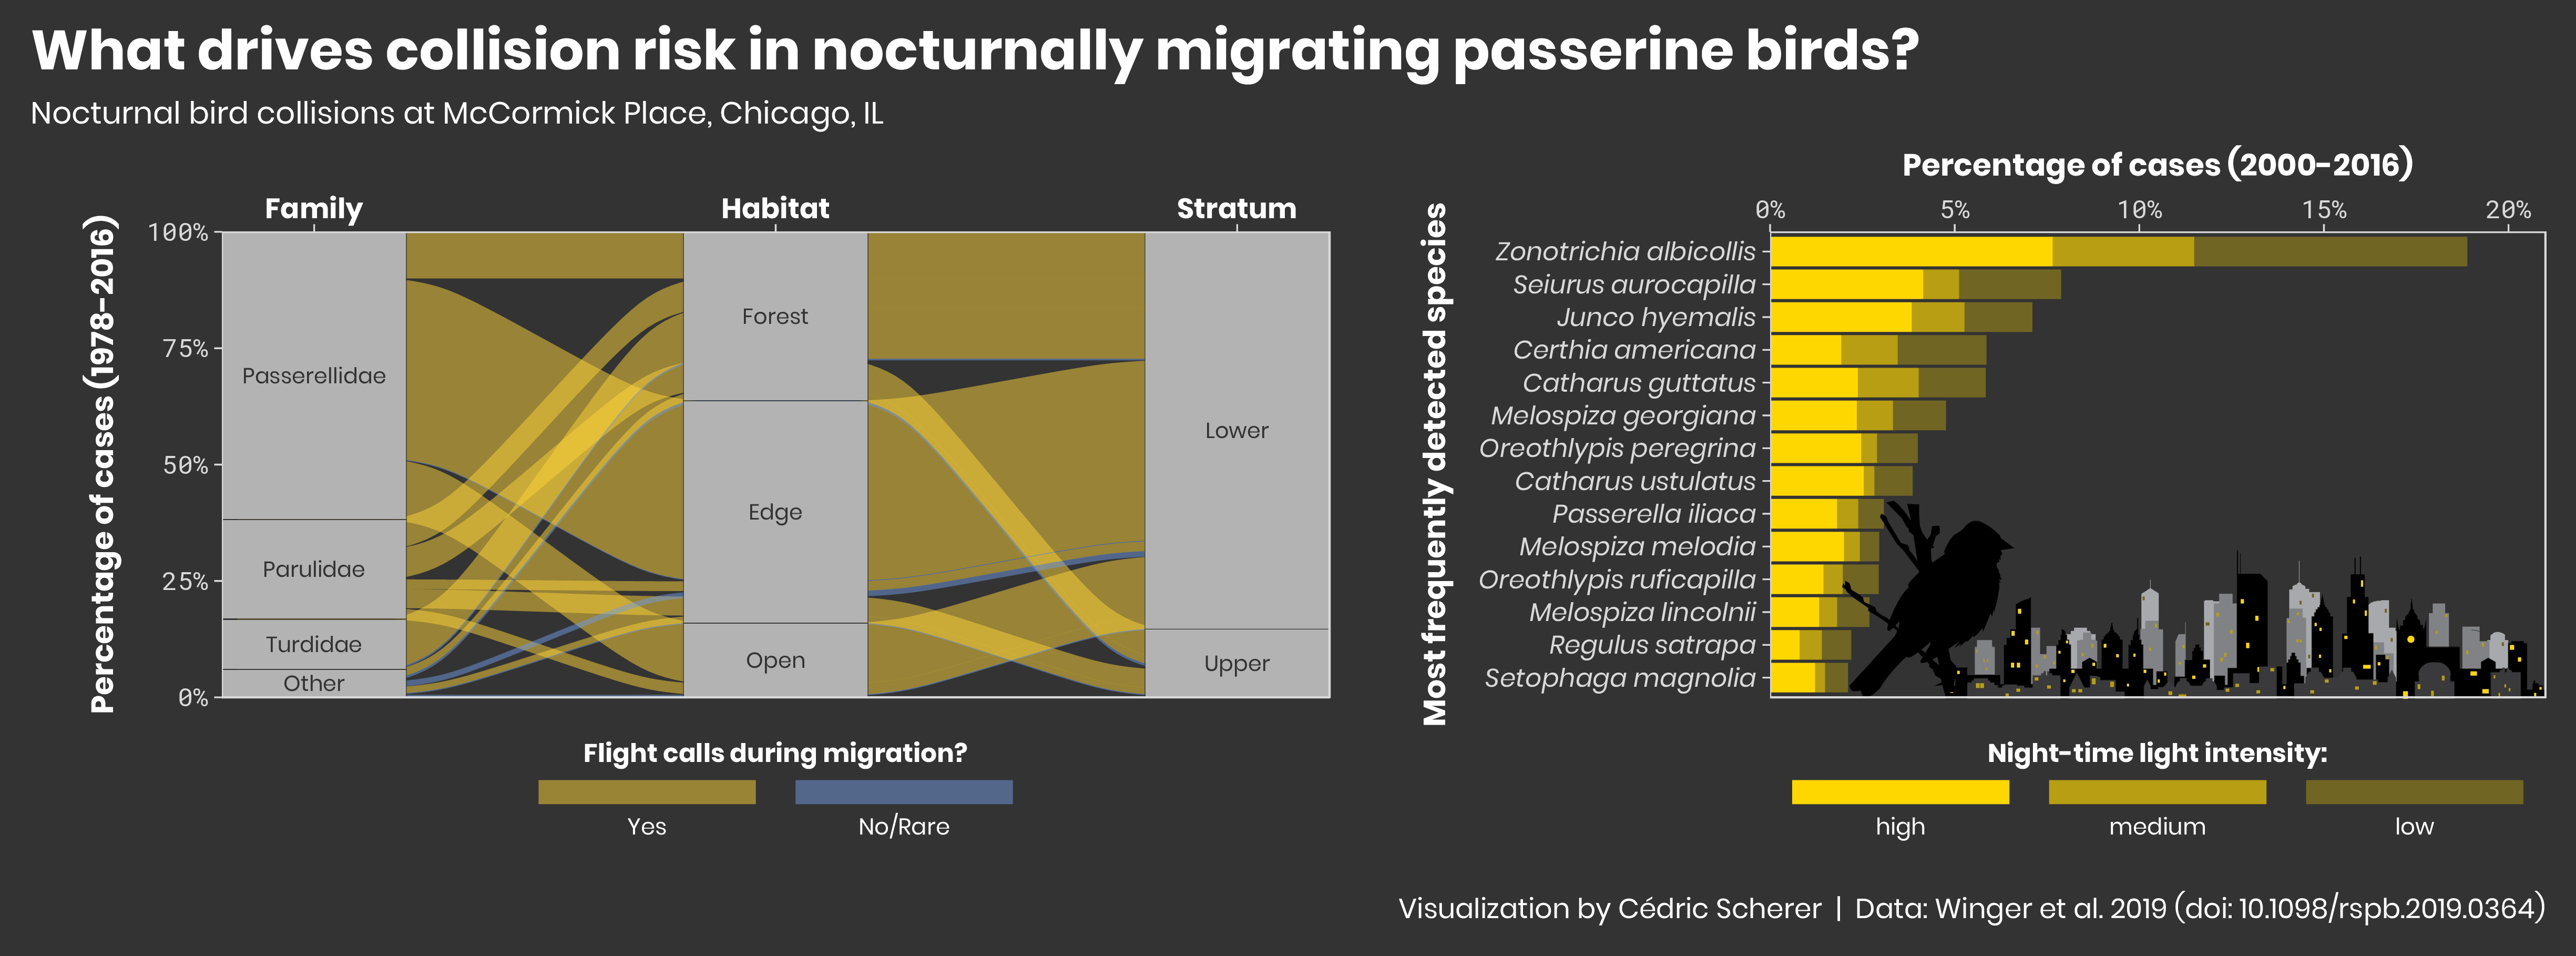 What drives collision risk in nocturnally migrating passerine birds?
Nocturnal bird collisions at McCormick Place, Chicago, IL
Family
Habitat
Stratum
Percentage of cases (1978-2016)
100%
75%
50%
25%
0%
Passerellidae
Parulidae
Turdidae
Other
Forest
Edge
Open
Lower
Upper
Flight calls during migration?
Yes
No/Rare
Percentage of cases (2000-2016)
0%
5%
10%
15%
20%
Most frequently detected species
Zonotrichia albicollis
Seiurus aurocapilla
Junco hyemalis
Certhia americana
Catharus guttatus
Melospiza georgiana
Oreothlypis peregrina
Catharus ustulatus
Passerella iliaca
Melospiza melodia
Oreothlypis ruficapilla
Melospiza lincolnii
Regulus satrapa
Setophaga magnolia
Night-time light intensity:
high
medium
low
Visualization by Cédric Scherer | Data: Winger et al. 2019 (doi: 10.1098/rspb.2019.0364)